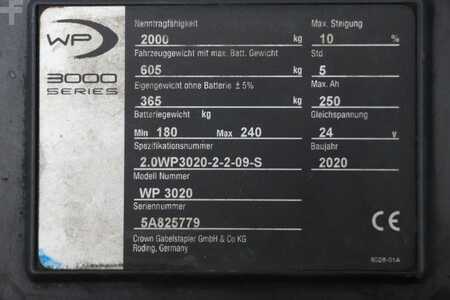 WP
3000
SERIES
Nenntragfähigkeit Max. Steigung
2000 kg 10 %
Fahrzeuggewicht mit max. Batt. Gewicht Std
605 kg 5
Eigengewicht ohne Batterie ± 5% Max. Ah
365 kg 250
Batteriegewicht kg Gleichspannung
Min 180 Max 240 24 v
Spezifikationsnummer Baujahr
2.0WP3020-2-2-09-S 2020
Modell Nummer
WP 3020
Seriennummer
5A825779
Crown Gabelstapler GmbH & Co KG
Roding, Germany
CE